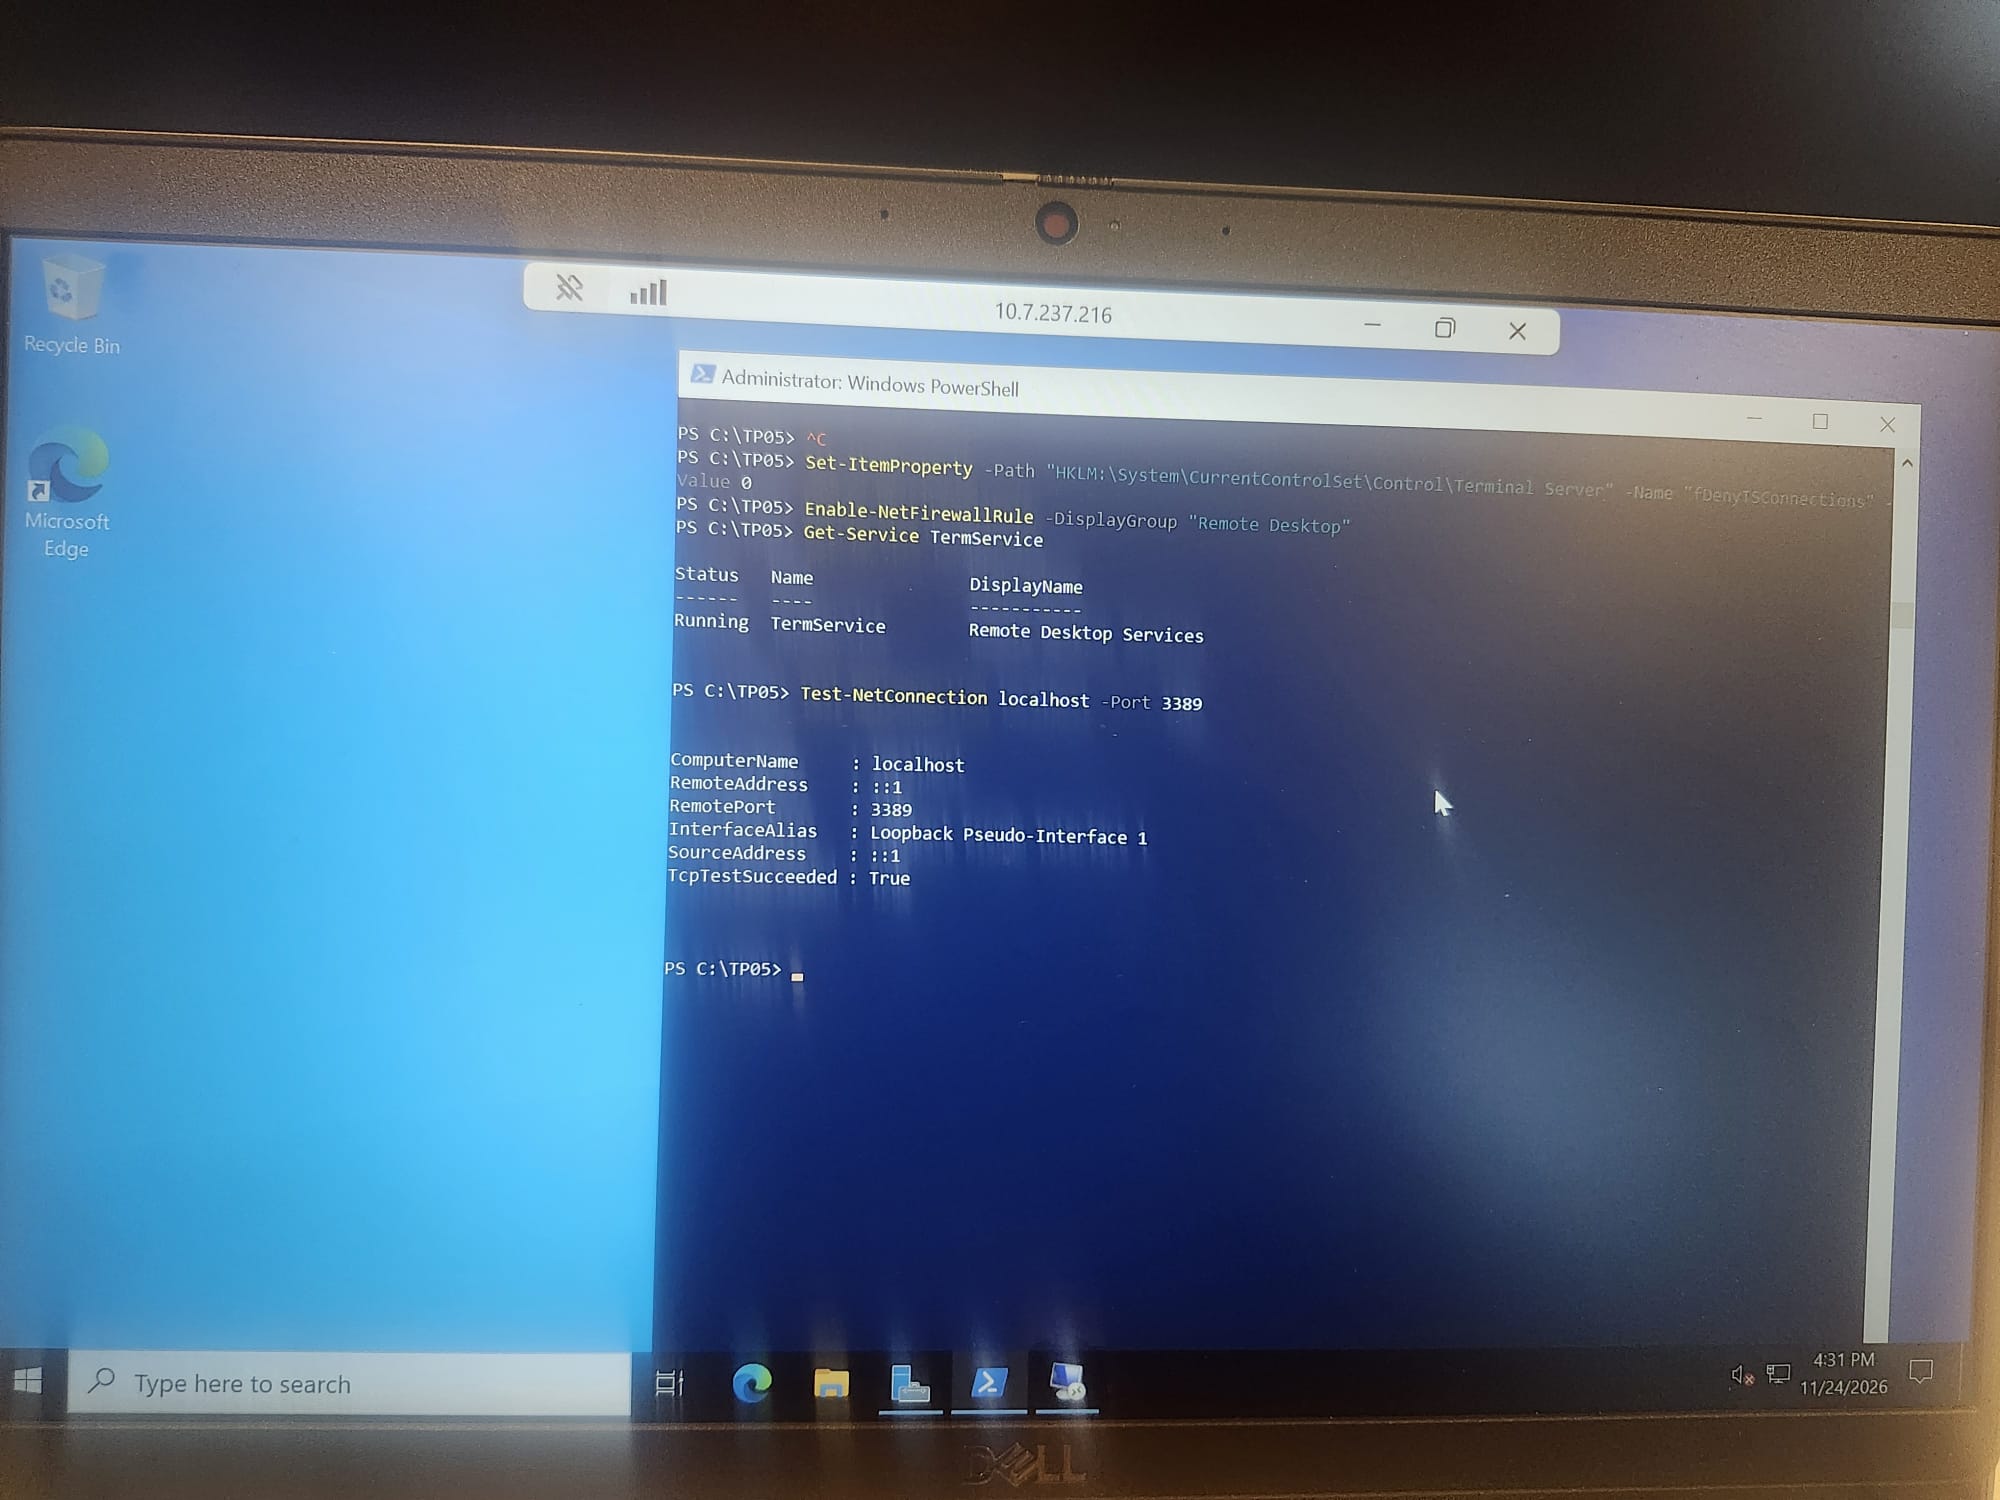 Recycle Bin
Microsoft
Edge
10.7.237.216
Administrator: Windows PowerShell
PS C:\TP05> ^C
PS C:\TP05> Set-ItemProperty -Path "HKLM:\System\CurrentControlSet\Control\Terminal Server" -Name "fDenyTSConnections" -
Value 0
PS C:\TP05> Enable-NetFirewallRule -DisplayGroup "Remote Desktop"
PS C:\TP05> Get-Service TermService
Status Name DisplayName
------ ---- -----------
Running TermService Remote Desktop Services
PS C:\TP05> Test-NetConnection localhost -Port 3389
ComputerName : localhost
RemoteAddress : ::1
RemotePort : 3389
InterfaceAlias : Loopback Pseudo-Interface 1
SourceAddress : ::1
TcpTestSucceeded : True
PS C:\TP05>
Type here to search
4:31 PM
11/24/2026
DELL